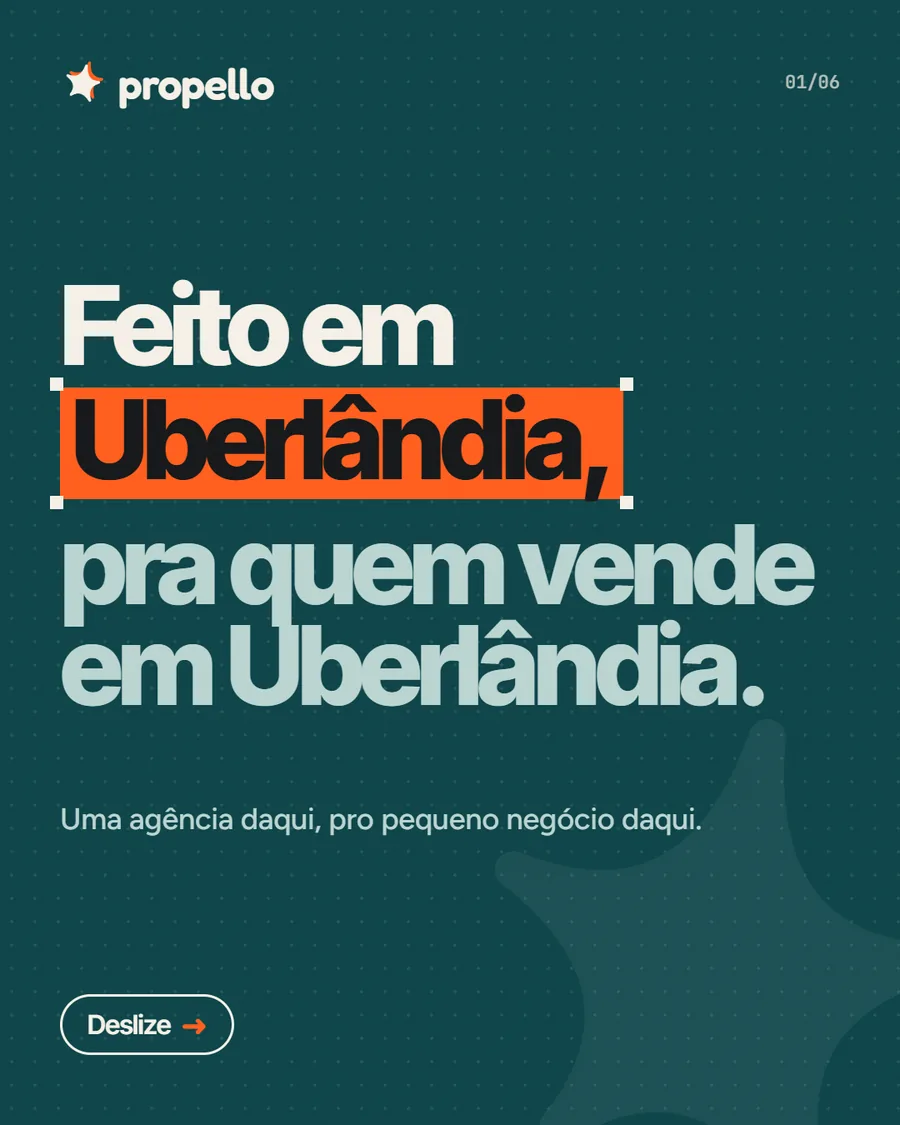 propello
01/06
Feito em
Uberlândia,
pra quem vende
em Uberlândia.
Uma agência daqui, pro pequeno negócio daqui.
Deslize →